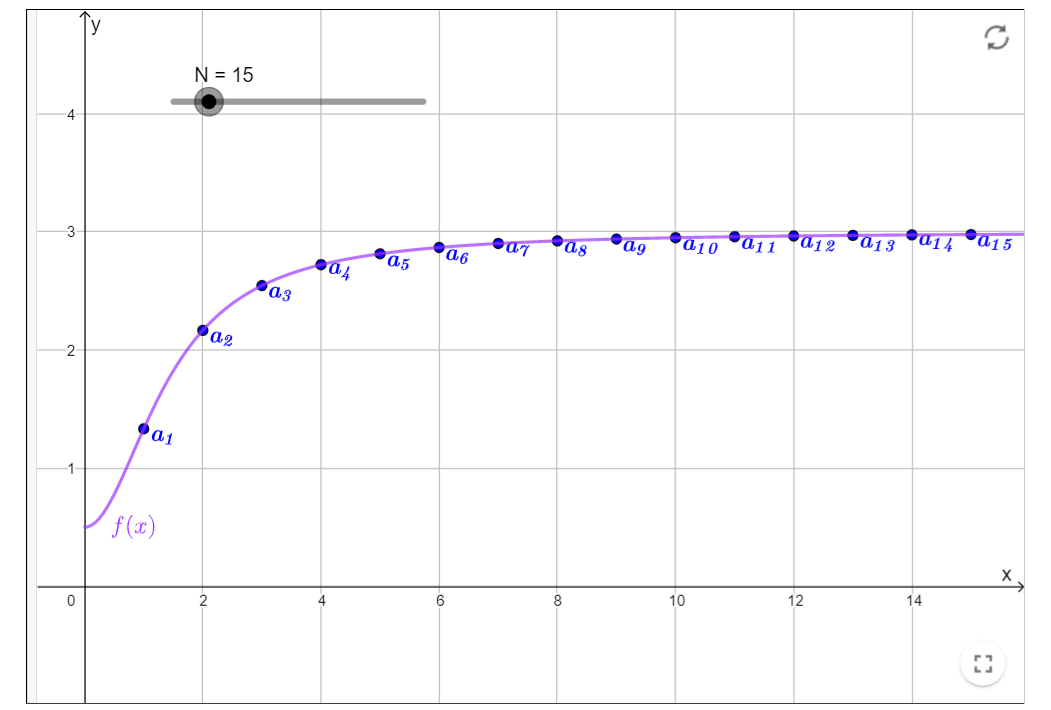 y
N = 15
4
3
a₁ a₂ a₃ a₄ a₅ a₆ a₇ a₈ a₉ a₁₀ a₁₁ a₁₂ a₁₃ a₁₄ a₁₅
2
1
f(x)
x
0 2 4 6 8 10 12 14